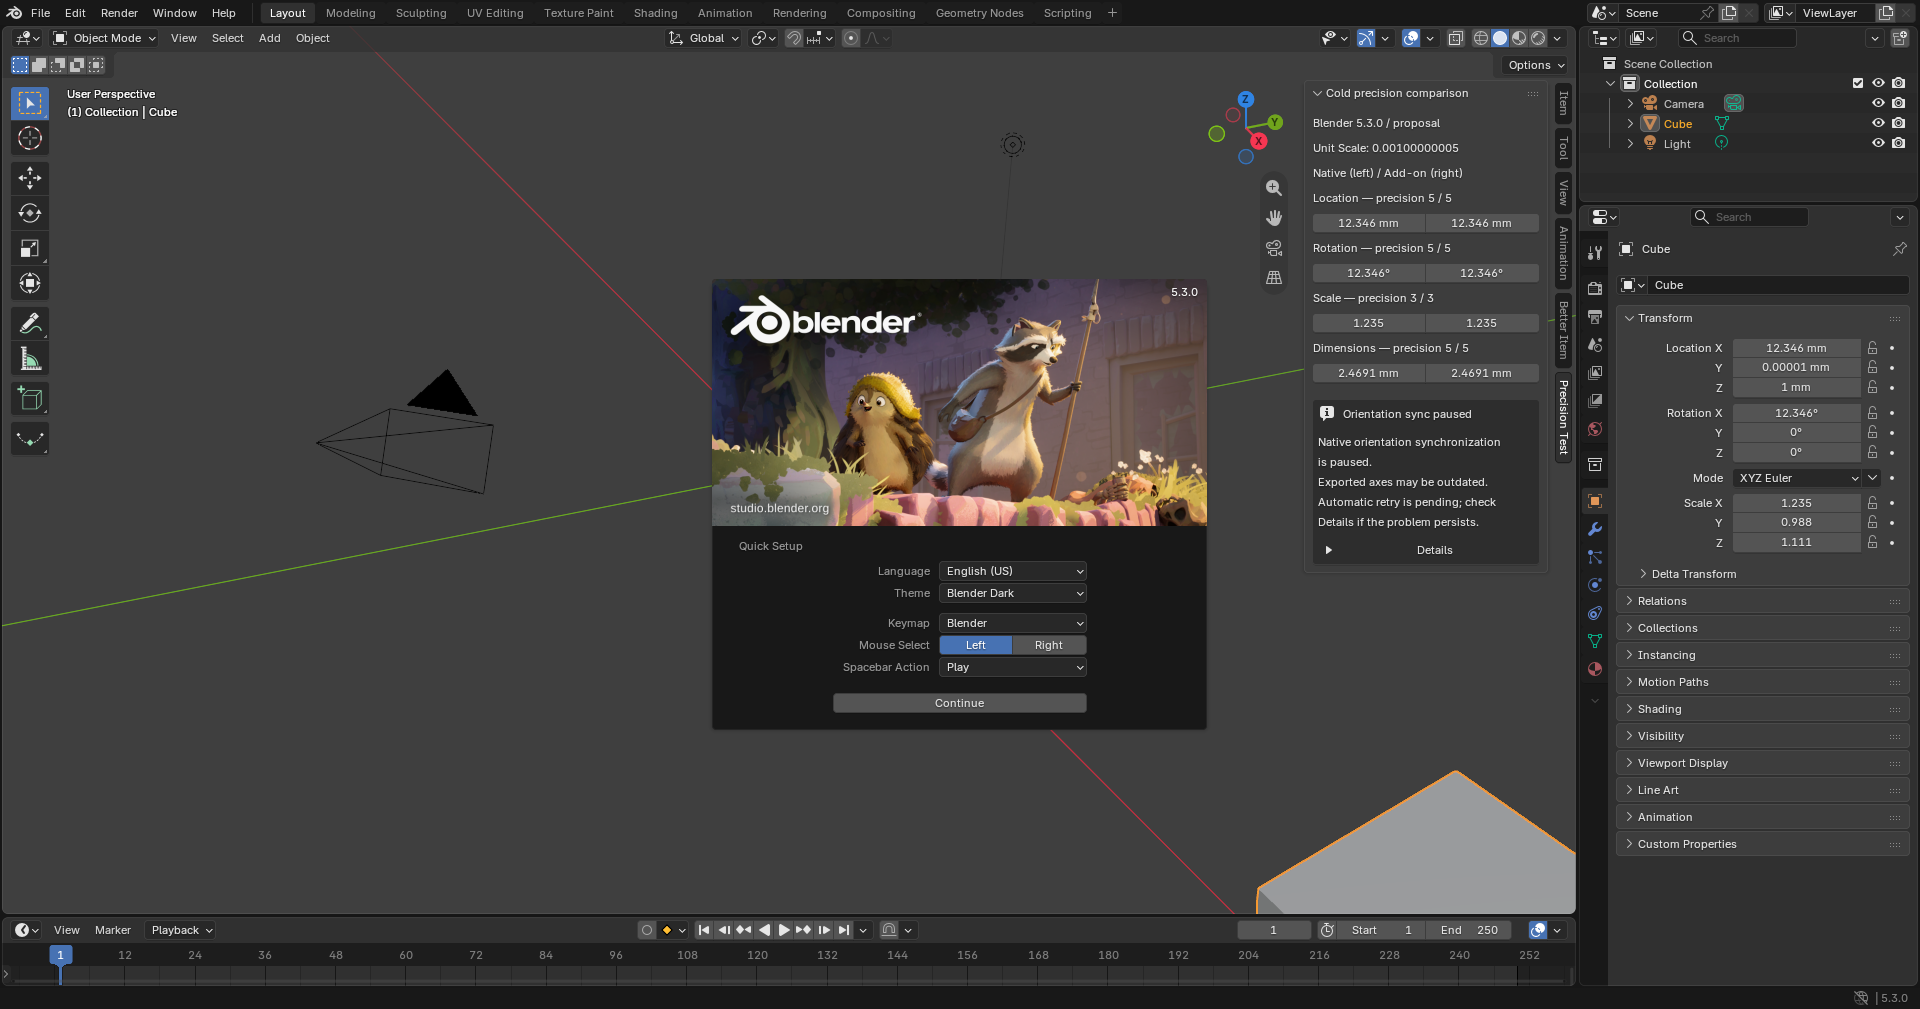 File Edit Render Window Help Layout Modeling Sculpting UV Editing Texture Paint Shading Animation Rendering Compositing Geometry Nodes Scripting Scene ViewLayer
Object Mode View Select Add Object Global Search
Options
User Perspective
(1) Collection | Cube
Z
Y
X
Cold precision comparison
Blender 5.3.0 / proposal
Unit Scale: 0.00100000005
Native (left) / Add-on (right)
Location — precision 5 / 5
12.346 mm 12.346 mm
Rotation — precision 5 / 5
12.346° 12.346°
Scale — precision 3 / 3
1.235 1.235
Dimensions — precision 5 / 5
2.4691 mm 2.4691 mm
Orientation sync paused
Native orientation synchronization
is paused.
Exported axes may be outdated.
Automatic retry is pending; check
Details if the problem persists.
Details
Item
Tool
View
Animation
Better Item
Precision Test
5.3.0
blender
studio.blender.org
Quick Setup
Language English (US)
Theme Blender Dark
Keymap Blender
Mouse Select Left Right
Spacebar Action Play
Continue
Scene Collection
Collection
Camera
Cube
Light
Search
Cube
Cube
Transform
Location X 12.346 mm
Y 0.00001 mm
Z 1 mm
Rotation X 12.346°
Y 0°
Z 0°
Mode XYZ Euler
Scale X 1.235
Y 0.988
Z 1.111
Delta Transform
Relations
Collections
Instancing
Motion Paths
Shading
Visibility
Viewport Display
Line Art
Animation
Custom Properties
View Marker Playback 1 Start 1 End 250
1 12 24 36 48 60 72 84 96 108 120 132 144 156 168 180 192 204 216 228 240 252
5.3.0